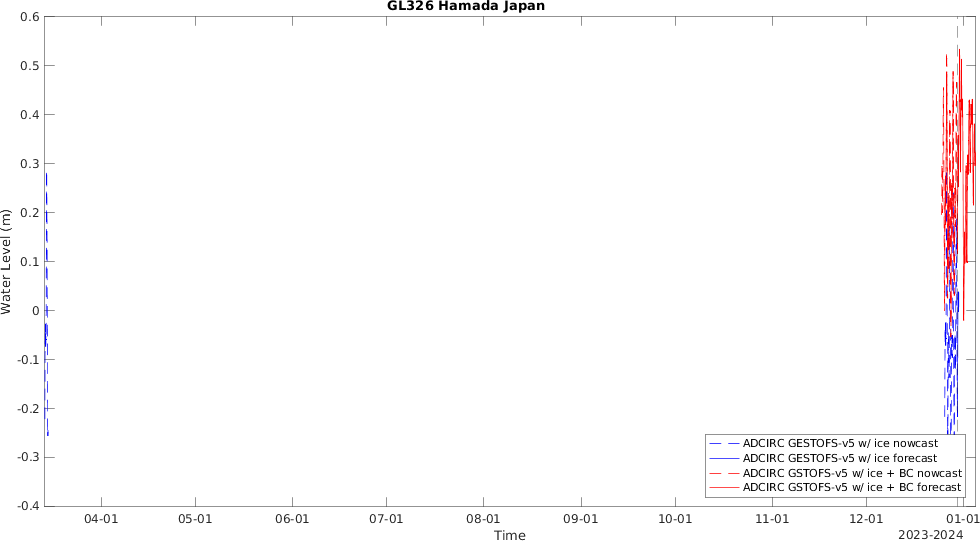 GL326 Hamada Japan
0.6
0.5
0.4
0.3
0.2
0.1
0
-0.1
-0.2
-0.3
-0.4
Water Level (m)
ADCIRC GESTOFS-v5 w/ ice nowcast
ADCIRC GESTOFS-v5 w/ ice forecast
ADCIRC GSTOFS-v5 w/ ice + BC nowcast
ADCIRC GSTOFS-v5 w/ ice + BC forecast
04-01 05-01 06-01 07-01 08-01 09-01 10-01 11-01 12-01 01-01
Time
2023-2024